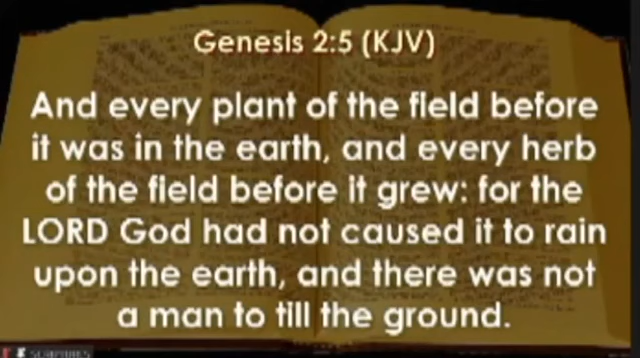 Genesis 2:5 (KJV)
And every plant of the field before
it was in the earth, and every herb
of the field before it grew: for the
LORD God had not caused it to rain
upon the earth, and there was not
a man to till the ground.